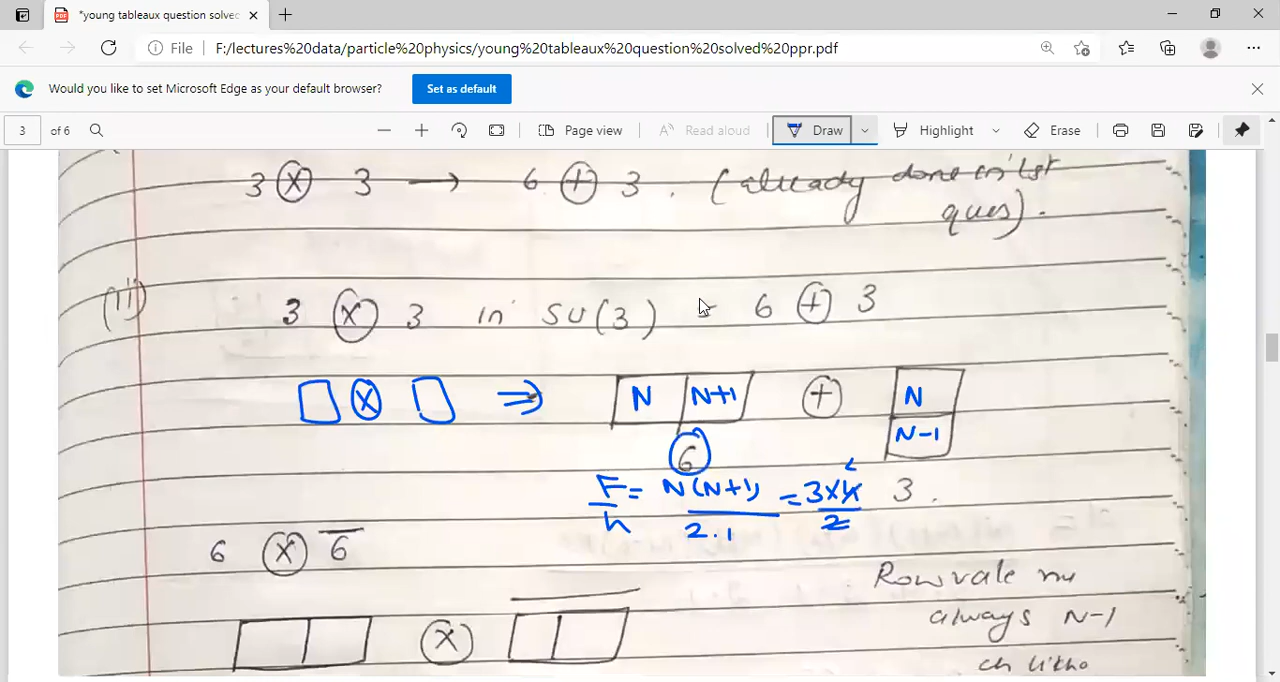 *young tableaux question solved
File F:/lectures%20data/particle%20physics/young%20tableaux%20question%20solved%20ppr.pdf
Would you like to set Microsoft Edge as your default browser? Set as default
3 of 6 Page view Read aloud Draw Highlight Erase
3 ⊗ 3 → 6 ⊕ 3 . (already done in 1st
ques).
(ii)
3 ⊗ 3 in SU(3) 6 ⊕ 3
⊗ ⇒ N N+1 ⊕ N
N-1
6
F/h = N(N+1)/2.1 = 3x4/2 3 .
6 ⊗ 6̅
Row vale
always N-1
⊗